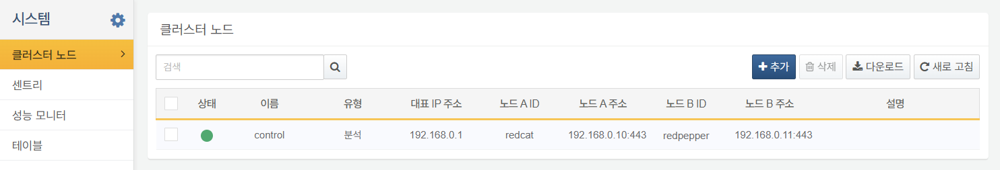 시스템
클러스터 노드
센트리
성능 모니터
테이블
클러스터 노드
검색 추가 삭제 다운로드 새로 고침
상태 이름 유형 대표 IP 주소 노드 A ID 노드 A 주소 노드 B ID 노드 B 주소 설명
control 분석 192.168.0.1 redcat 192.168.0.10:443 redpepper 192.168.0.11:443